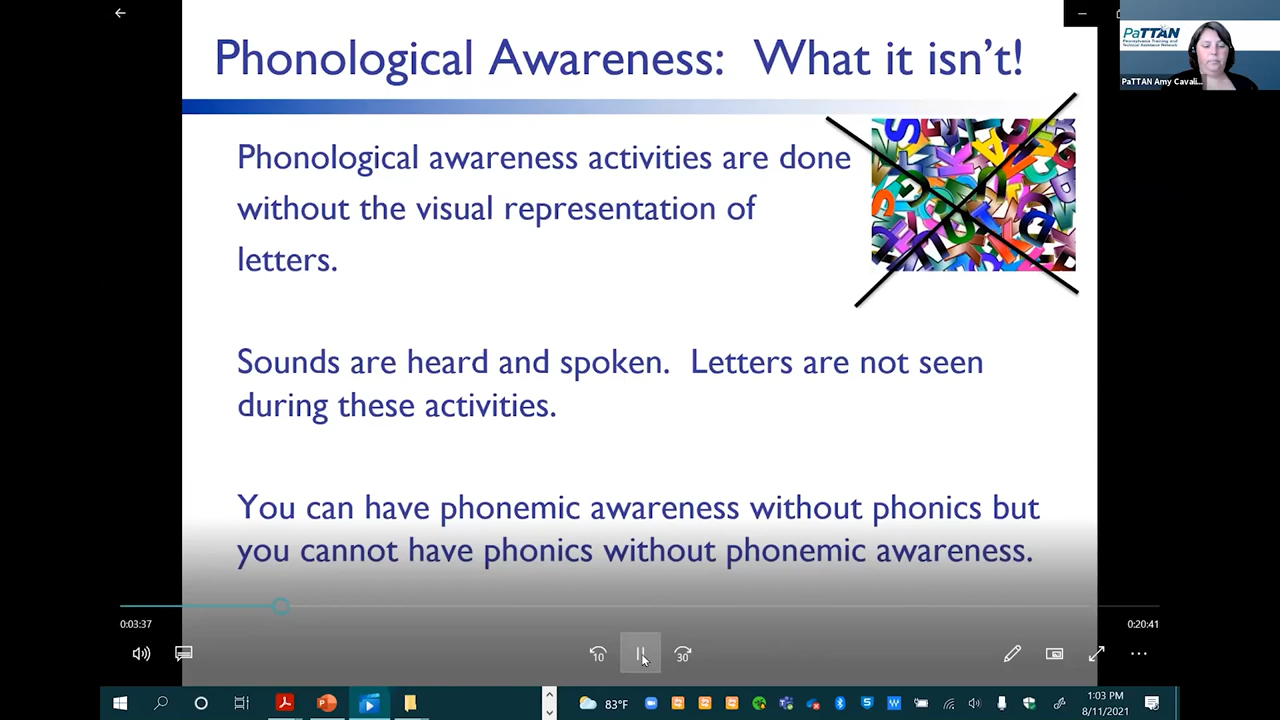 Phonological Awareness: What it isn't!
PaTTAN
Pennsylvania Training and
Technical Assistance Network
PaTTAN Amy Cavali...
Phonological awareness activities are done
without the visual representation of
letters.
Sounds are heard and spoken. Letters are not seen
during these activities.
You can have phonemic awareness without phonics but
you cannot have phonics without phonemic awareness.
0:03:37
0:20:41
10
30
83°F
1:03 PM
8/11/2021